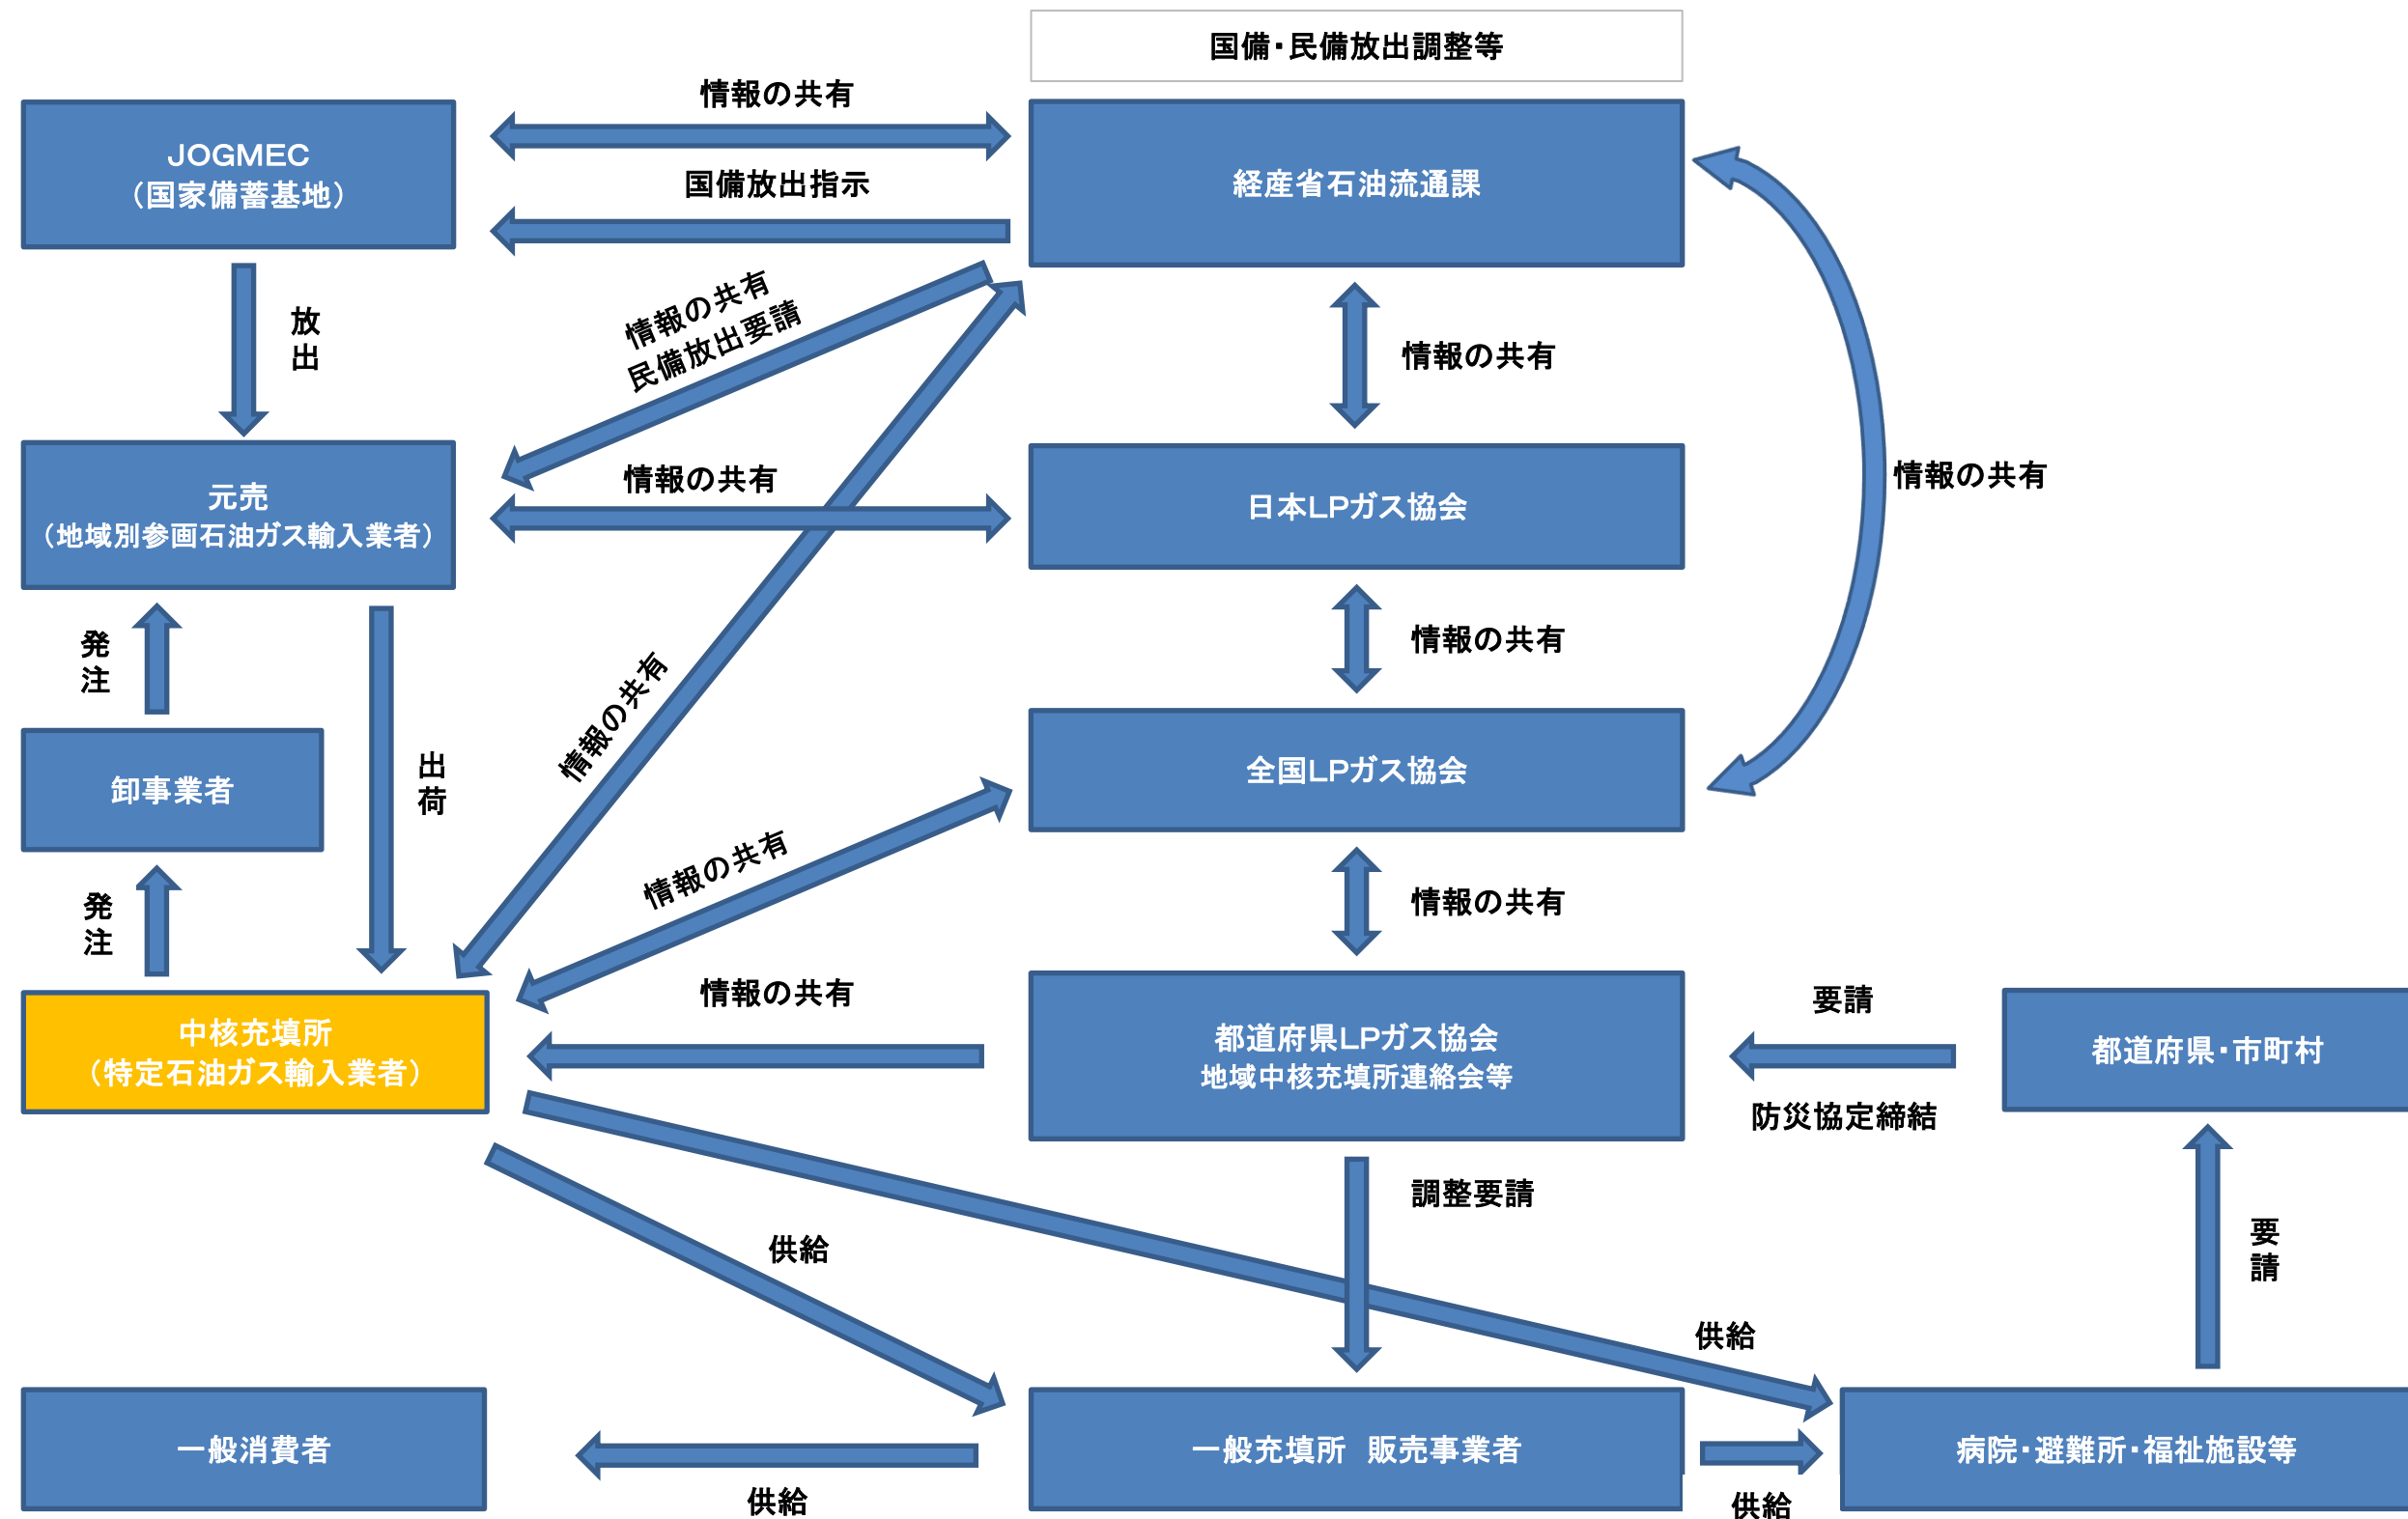 国備・民備放出調整等
情報の共有
JOGMEC
（国家備蓄基地）
国備放出指示
経産省石油流通課
放
出
情報の共有
民備放出要請
情報の共有
元売
（地域別参画石油ガス輸入業者）
情報の共有
日本LPガス協会
情報の共有
発
注
情報の共有
情報の共有
卸事業者
出
荷
全国LPガス協会
発
注
情報の共有
情報の共有
中核充填所
（特定石油ガス輸入業者）
情報の共有
都道府県LPガス協会
地域中核充填所連絡会等
要請
防災協定締結
都道府県・市町村
調整要請
供給
要
請
供給
一般消費者
供給
一般充填所　販売事業者
供給
病院・避難所・福祉施設等